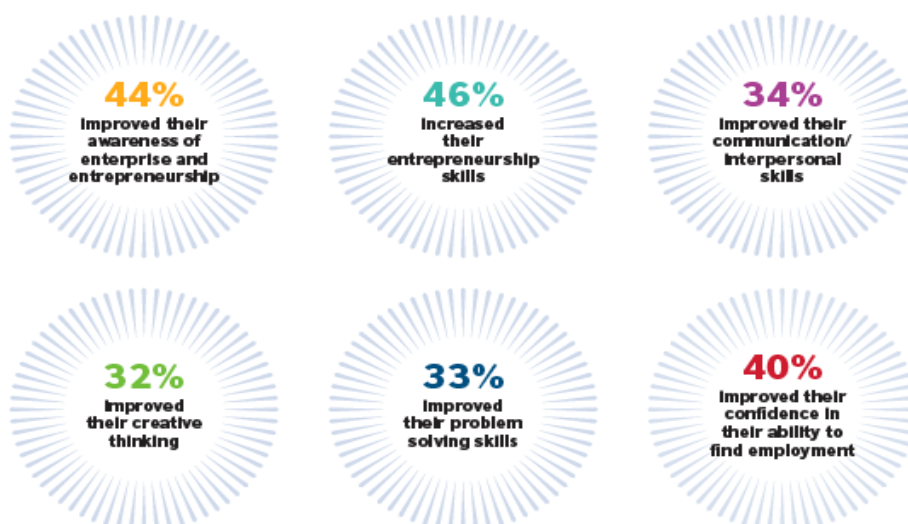 44%
Improved their
awareness of
enterprise and
entrepreneurship
46%
Increased
their
entrepreneurship
skills
34%
Improved their
communication/
Interpersonal
skills
32%
Improved
their creative
thinking
33%
Improved
their problem
solving skills
40%
Improved their
confidence in
their ability to
find employment